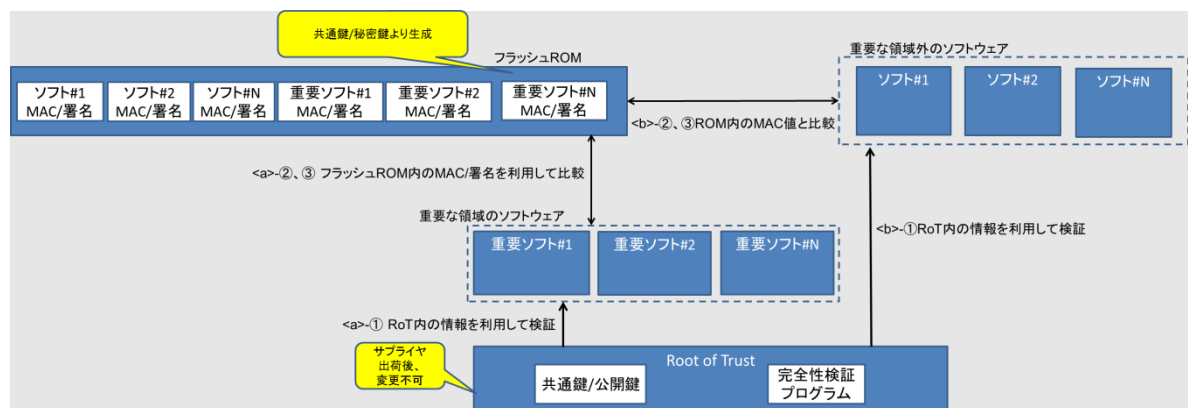 共通鍵/秘密鍵より生成
フラッシュROM
ソフト#1
MAC/署名
ソフト#2
MAC/署名
ソフト#N
MAC/署名
重要ソフト#1
MAC/署名
重要ソフト#2
MAC/署名
重要ソフト#N
MAC/署名
重要な領域外のソフトウェア
ソフト#1
ソフト#2
ソフト#N
<b>-②、③ROM内のMAC値と比較
<a>-②、③ フラッシュROM内のMAC/署名を利用して比較
重要な領域のソフトウェア
重要ソフト#1
重要ソフト#2
重要ソフト#N
<b>-①RoT内の情報を利用して検証
<a>-① RoT内の情報を利用して検証
サプライヤ
出荷後、
変更不可
Root of Trust
共通鍵/公開鍵
完全性検証
プログラム